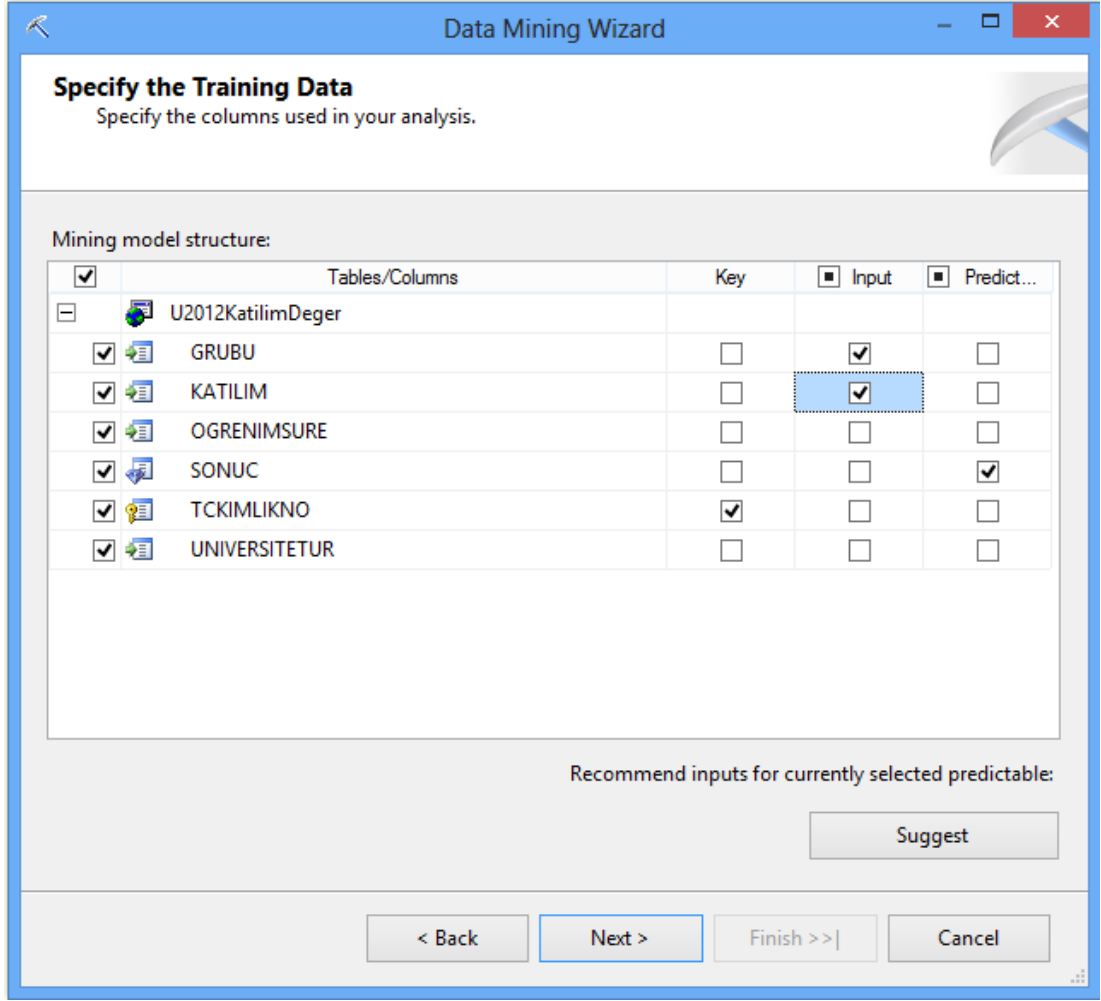 Data Mining Wizard
Specify the Training Data
Specify the columns used in your analysis.
Mining model structure:
Tables/Columns Key Input Predict...
U2012KatilimDeger
GRUBU
KATILIM
OGRENIMSURE
SONUC
TCKIMLIKNO
UNIVERSITETUR
Recommend inputs for currently selected predictable:
Suggest
< Back Next > Finish >>| Cancel